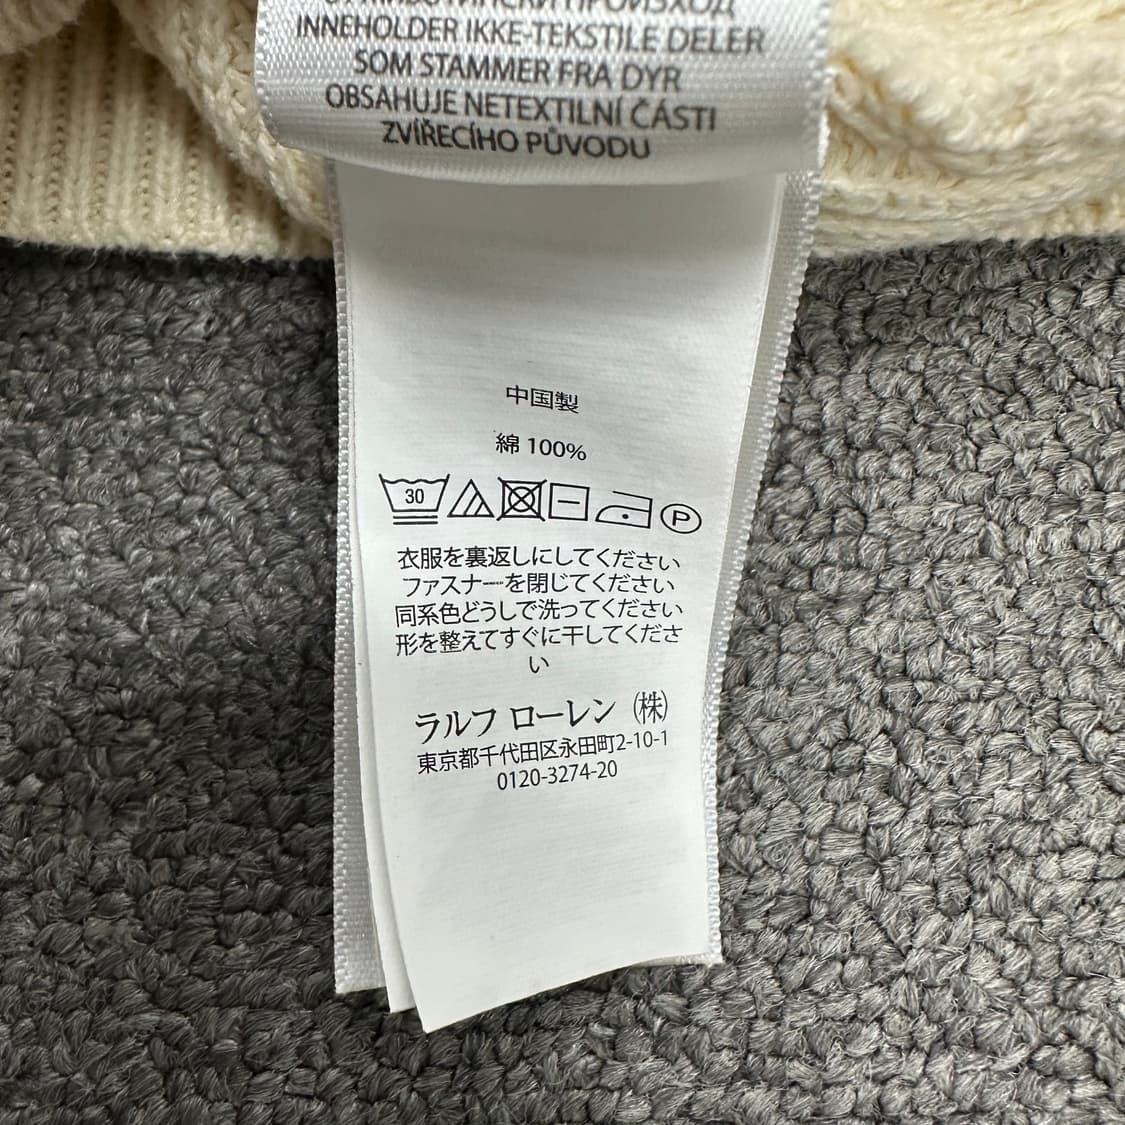 ПРОИЗХОД
INNEHOLDER IKKE-TEKSTILE DELER
SOM STAMMER FRA DYR
OBSAHUJE NETEXTILNÍ ČÁSTI
ZVÍŘECÍHO PŮVODU
中国製
綿 100%
30 P
衣服を裏返しにしてください
ファスナーを閉じてください
同系色どうしで洗ってください
形を整えてすぐに干してくださ
い
ラルフ ローレン (株)
東京都千代田区永田町2-10-1
0120-3274-20